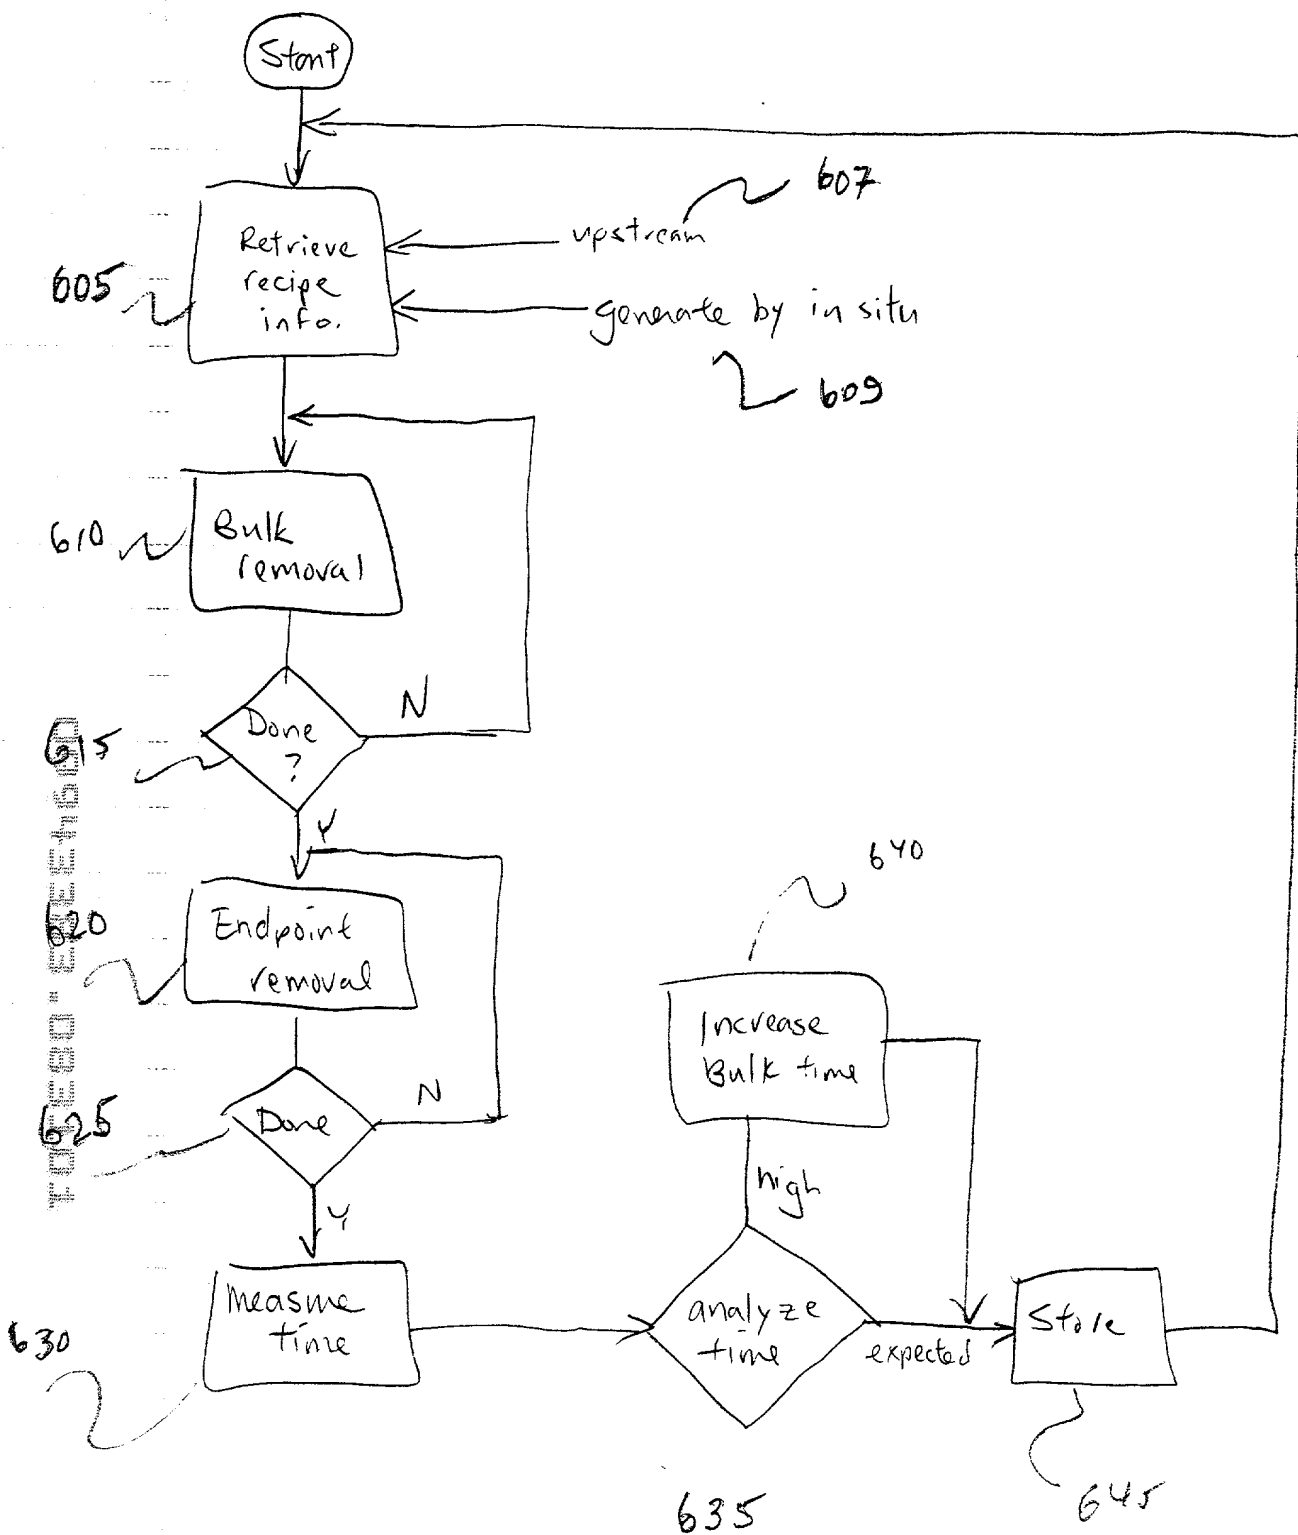 Start
607
upstream
Retrieve
recipe
info.
605
generate by in situ
609
610
Bulk
removal
N
Done
?
615
Y
640
620
Endpoint
removal
Increase
Bulk time
N
Done
625
high
Y
Measure
time
analyze
time
Store
expected
630
645
635